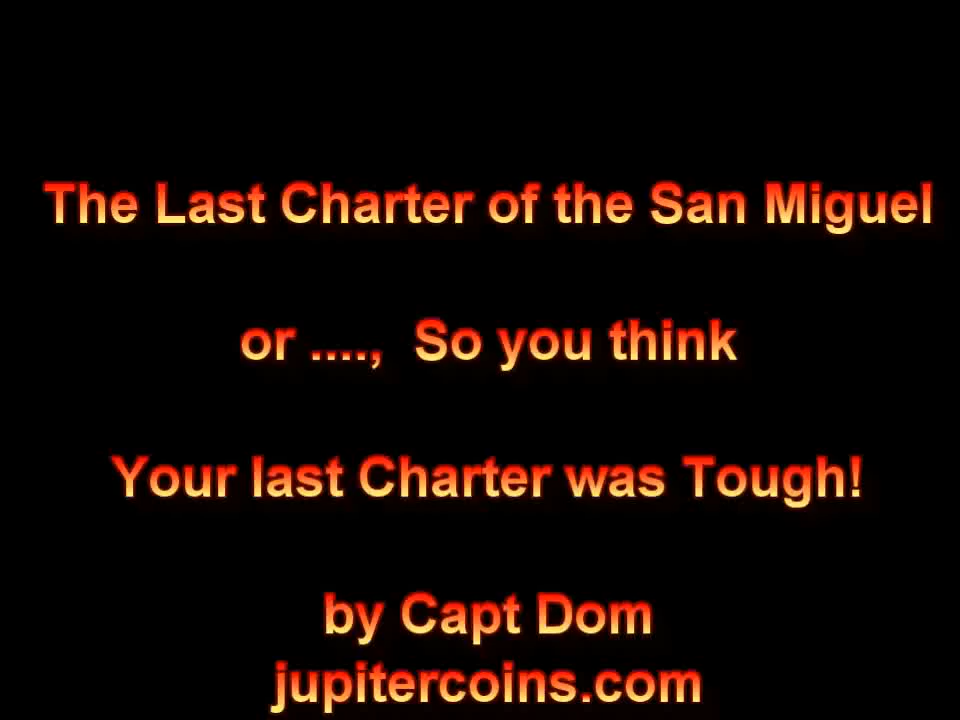 The Last Charter of the San Miguel
or ...., So you think
Your last Charter was Tough!
by Capt Dom
jupitercoins.com